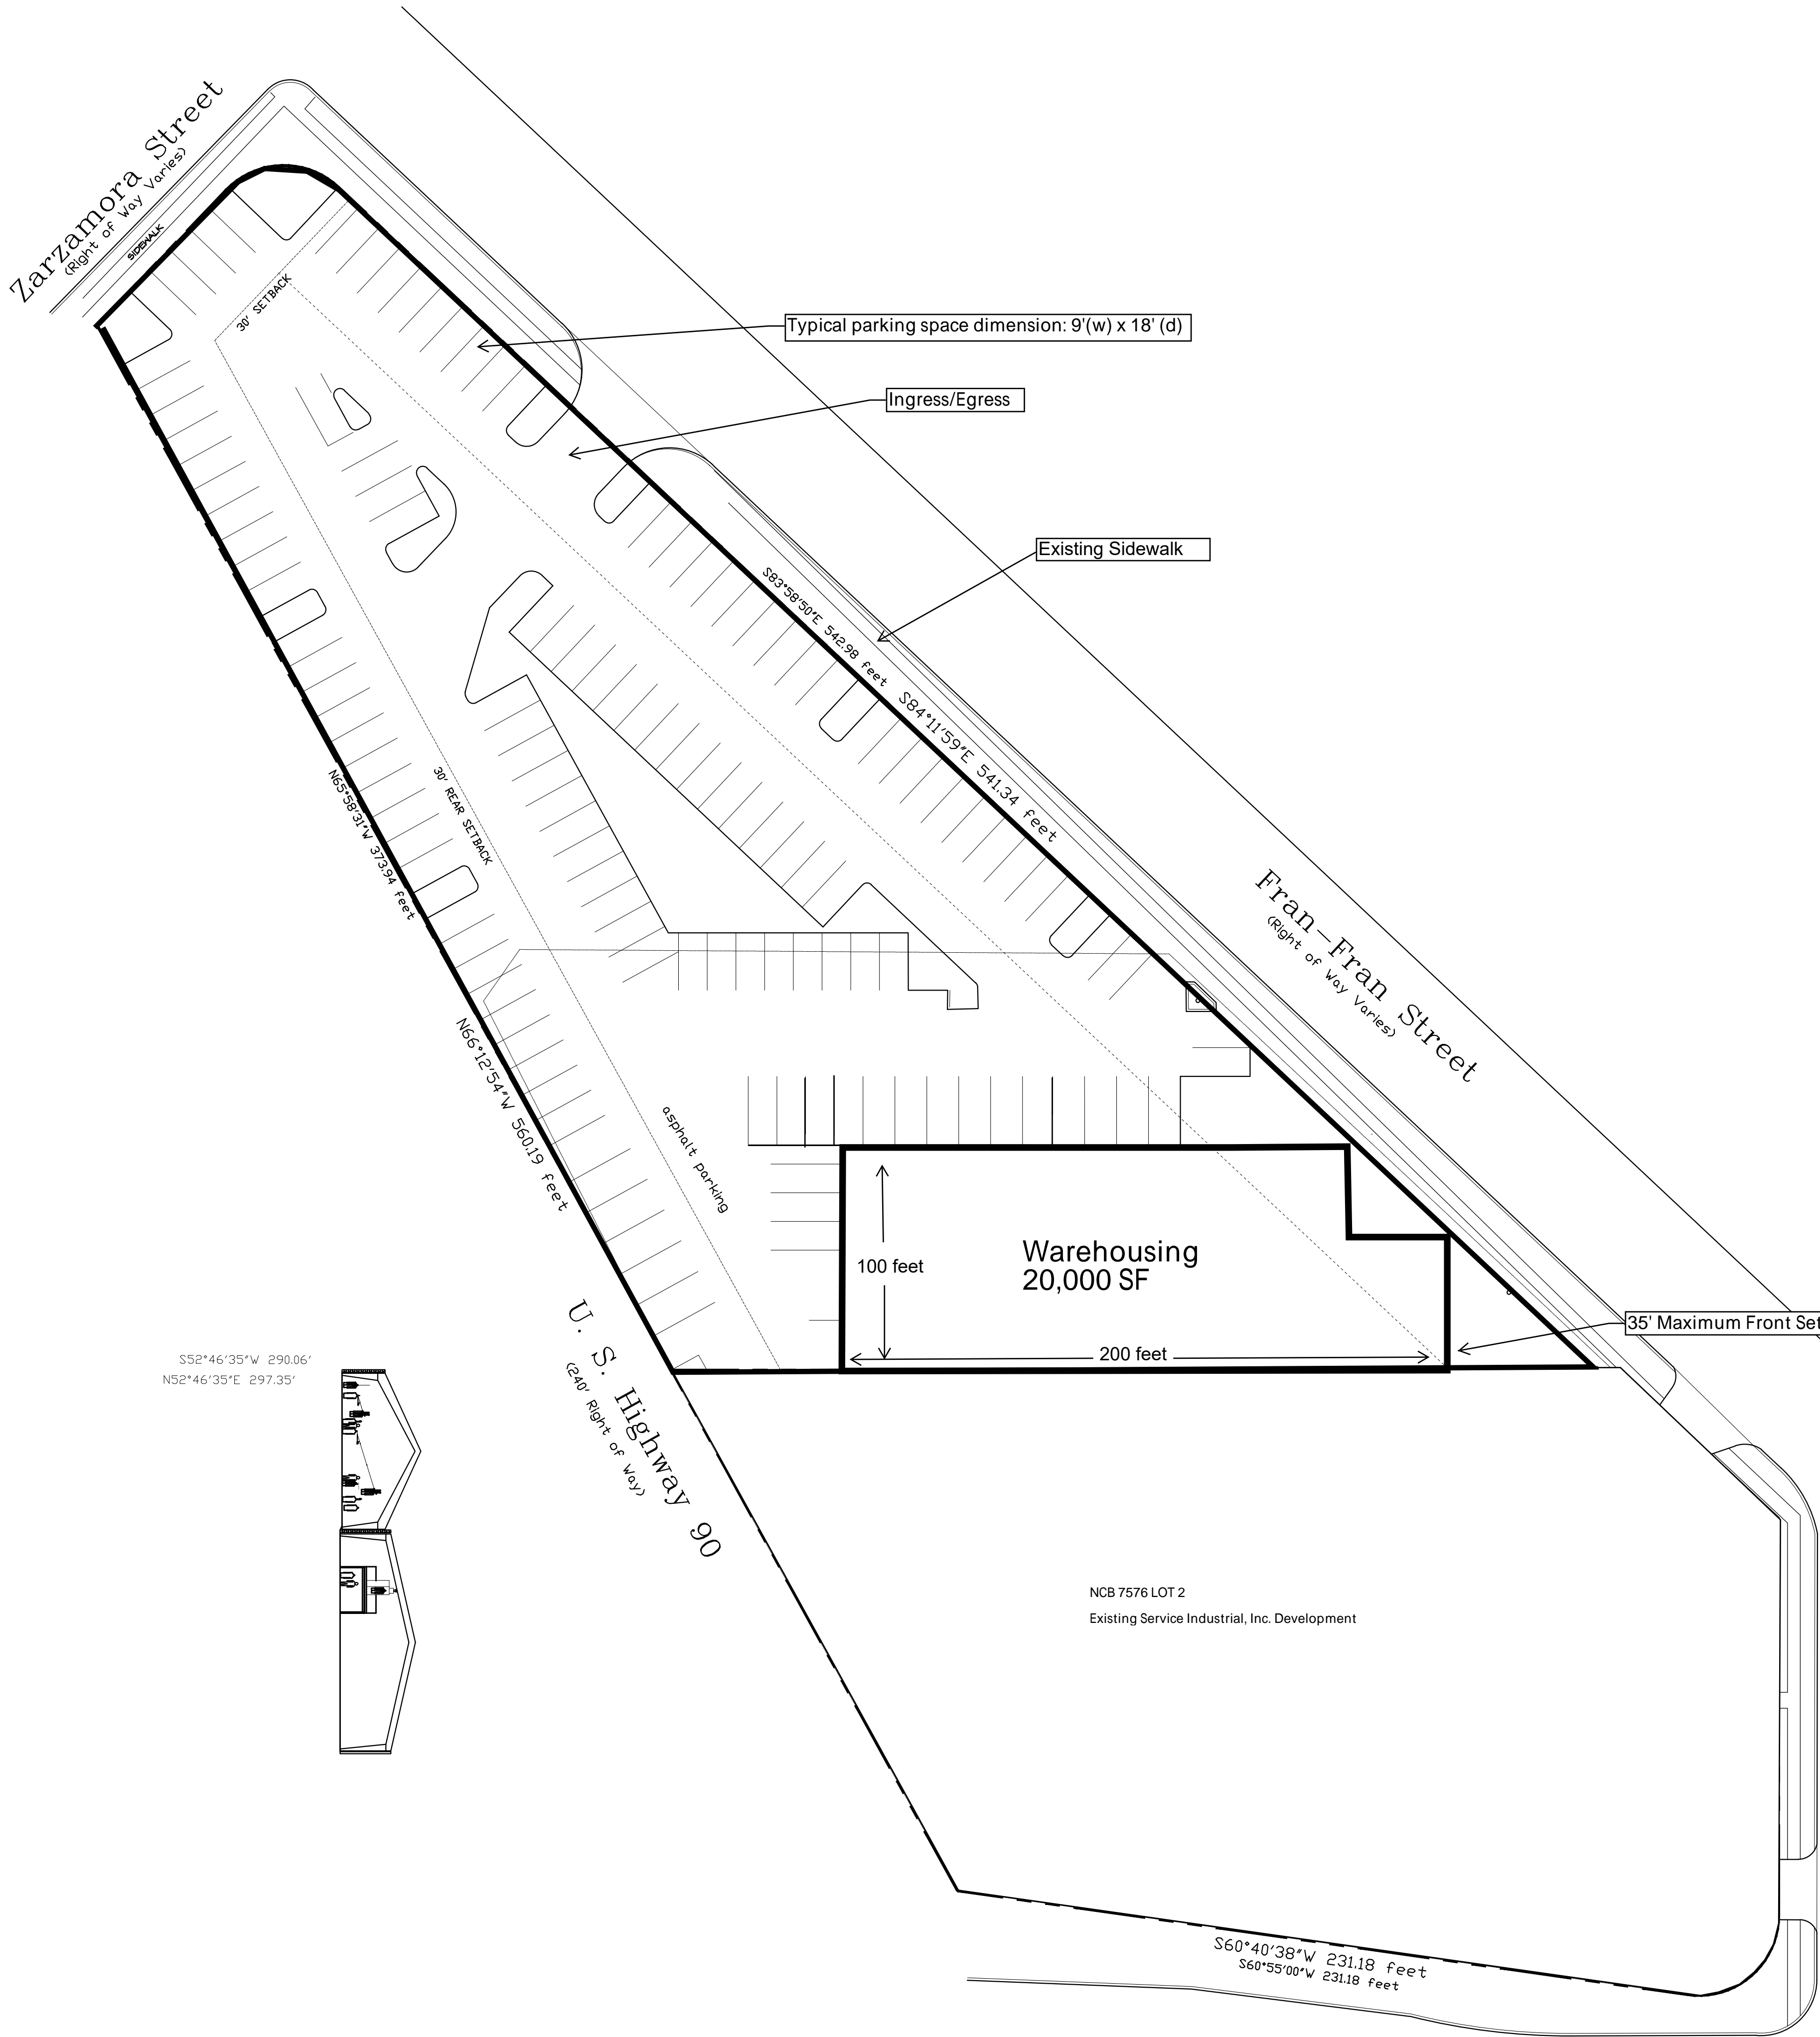 Zarzamora Street
(Right of Way Varies)
SIDEWALK
30' SETBACK
Typical parking space dimension: 9'(w) x 18' (d)
Ingress/Egress
Existing Sidewalk
S83°58'50"E 542.98 feet
S84°11'59"E 541.34 feet
N65°58'31"W 373.94 feet
30' REAR SETBACK
Fran-Fran Street
(Right of Way Varies)
N66°12'54"W 560.19 feet
asphalt parking
Warehousing
20,000 SF
100 feet
200 feet
35' Maximum Front Set
U. S. Highway 90
(240' Right of Way)
S52°46'35"W 290.06'
N52°46'35"E 297.35'
NCB 7576 LOT 2
Existing Service Industrial, Inc. Development
S60°40'38"W 231.18 feet
S60°55'00"W 231.18 feet